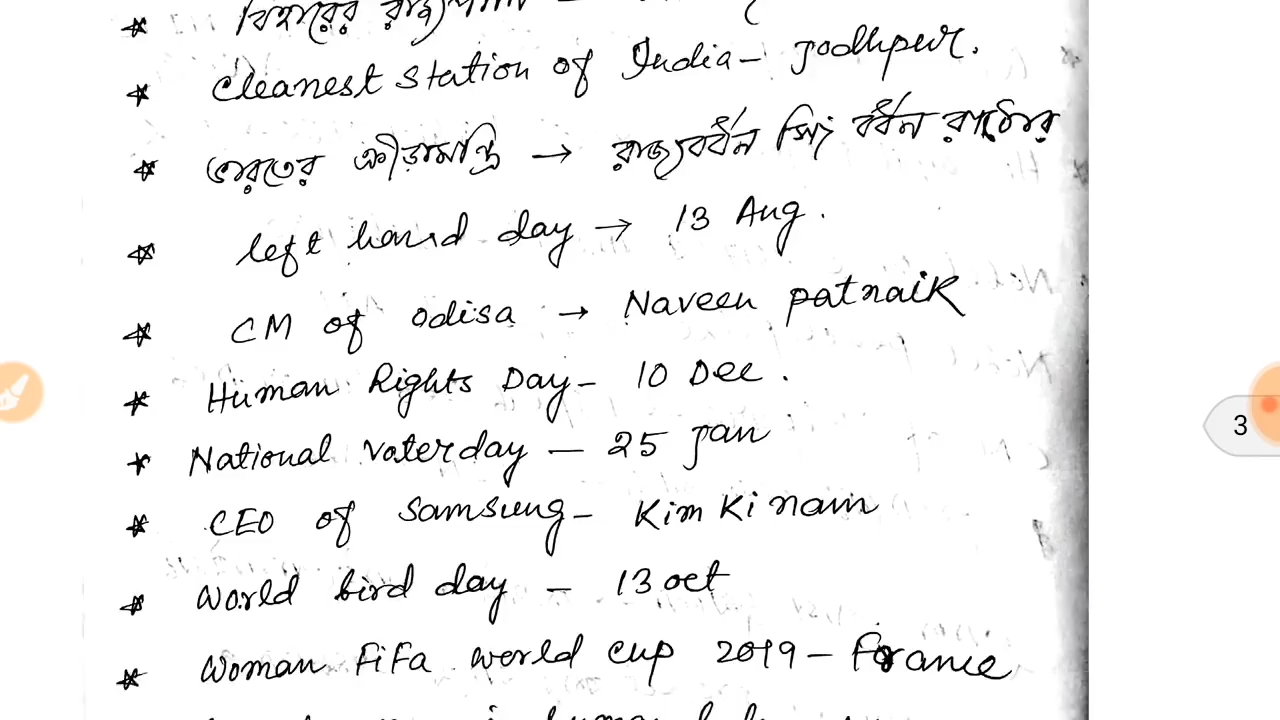 * বিহারের রাজ্যপাল –
* Cleanest station of India – Jodhpur.
* ভারতের ক্রীড়ামন্ত্রি → রাজ্যবর্ধন সিং বর্ধন রাঠোর
* left hand day → 13 Aug.
* CM of odisa → Naveen patnaik
* Human Rights Day – 10 Dec.
* National voterday – 25 Jan
* CEO of Samsung – Kim Ki nam
* World bird day – 13 oct
* Woman FiFa world cup 2019 – France
3